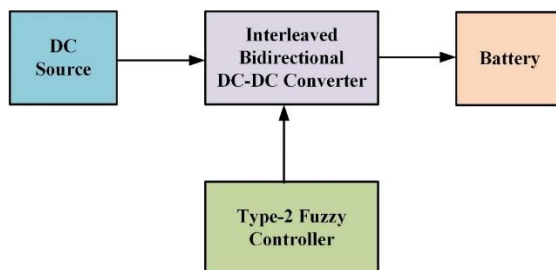 DC
Source
Interleaved
Bidirectional
DC-DC Converter
Battery
Type-2 Fuzzy
Controller